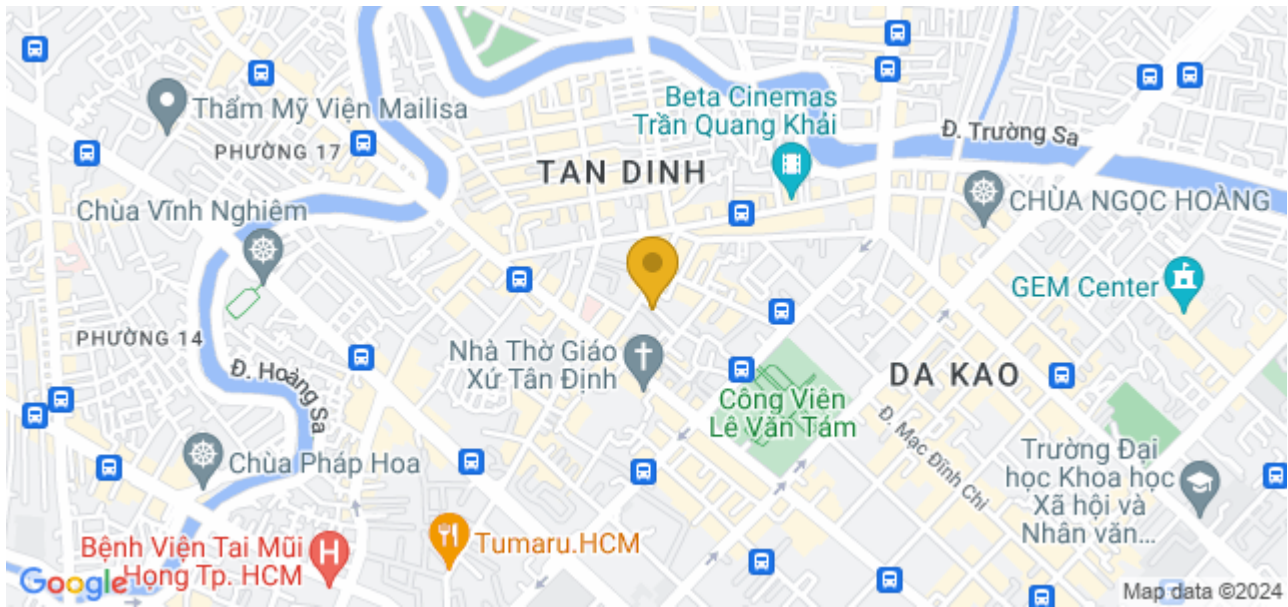 Thẩm Mỹ Viện Mailisa
PHƯỜNG 17
Chùa Vĩnh Nghiêm
PHƯỜNG 14
Đ. Hoàng Sa
Chùa Pháp Hoa
Bệnh Viện Tai Mũi
Họng Tp. HCM
Google
TAN DINH
Beta Cinemas
Trần Quang Khải
Đ. Trường Sa
CHÙA NGỌC HOÀNG
GEM Center
Nhà Thờ Giáo
Xứ Tân Định
Công Viên
Lê Văn Tám
DA KAO
Đ. Mạc Đĩnh Chi
Trường Đại
học Khoa học
Xã hội và
Nhân văn...
Tumaru.HCM
Map data ©2024